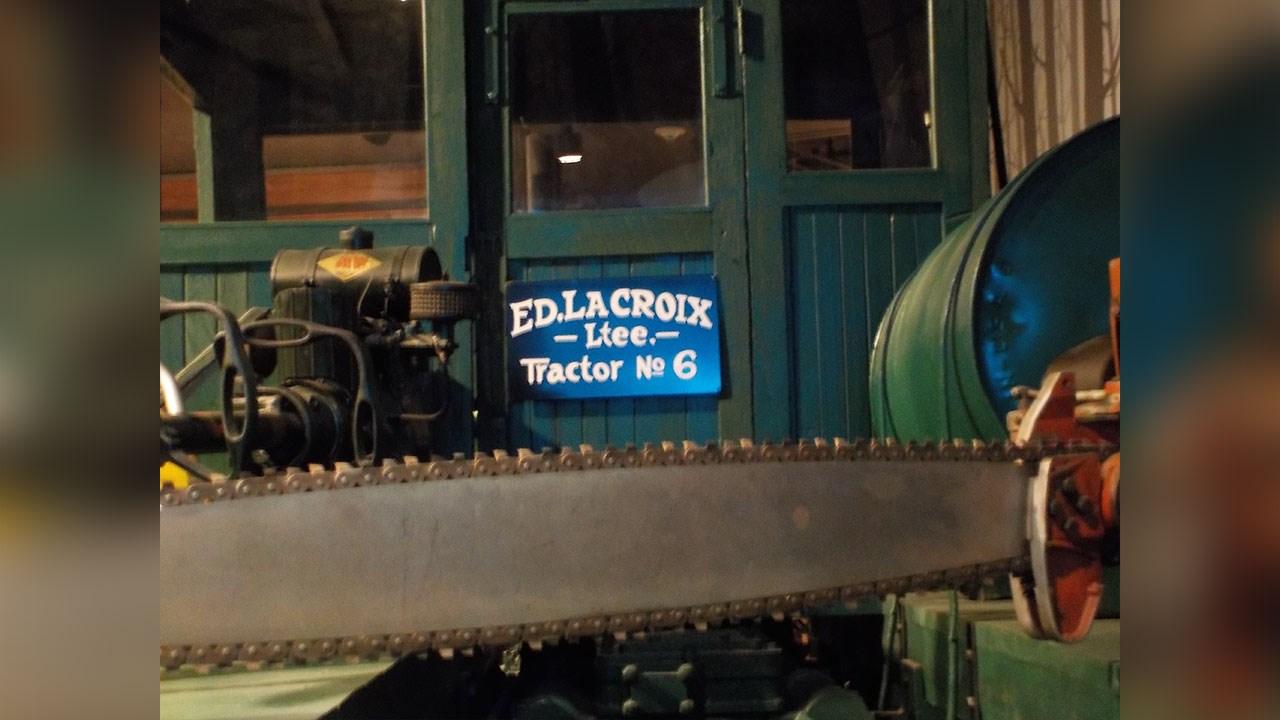 ED. LACROIX
— Ltee. —
Tractor No 6